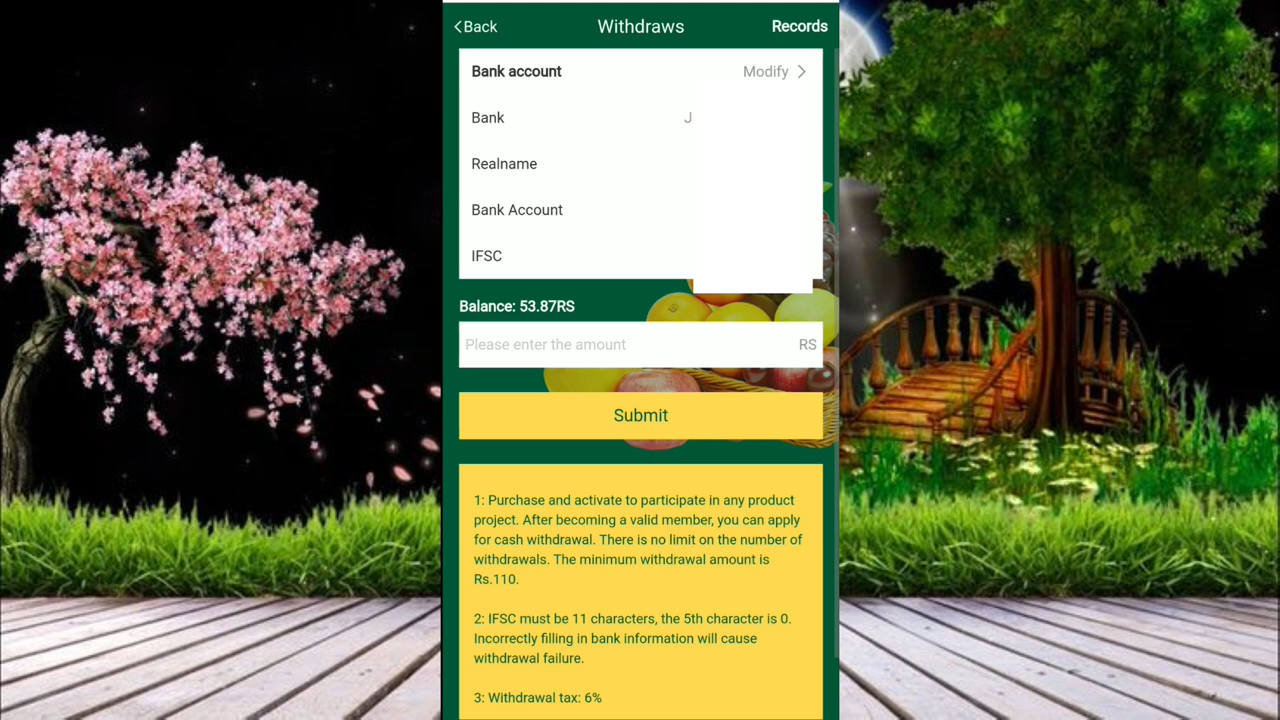 Back
Withdraws
Records
Bank account
Modify
Bank
J
Realname
Bank Account
IFSC
Balance: 53.87RS
Please enter the amount
RS
Submit
1: Purchase and activate to participate in any product
project. After becoming a valid member, you can apply
for cash withdrawal. There is no limit on the number of
withdrawals. The minimum withdrawal amount is
Rs.110.
2: IFSC must be 11 characters, the 5th character is 0.
Incorrectly filling in bank information will cause
withdrawal failure.
3: Withdrawal tax: 6%